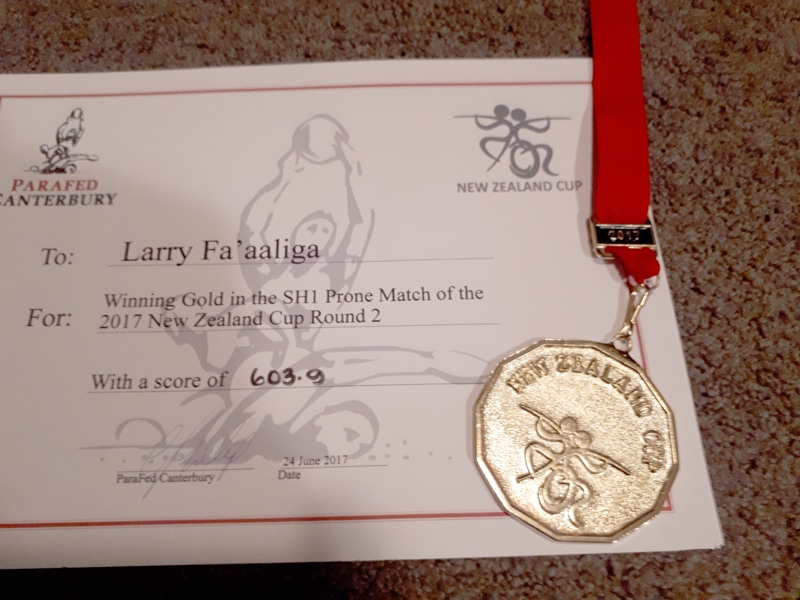 PARAFED
CANTERBURY
NEW ZEALAND CUP
To: Larry Fa'aaliga
For: Winning Gold in the SH1 Prone Match of the
2017 New Zealand Cup Round 2
With a score of 603.9
24 June 2017
ParaFed Canterbury Date
2017
NEW ZEALAND CUP